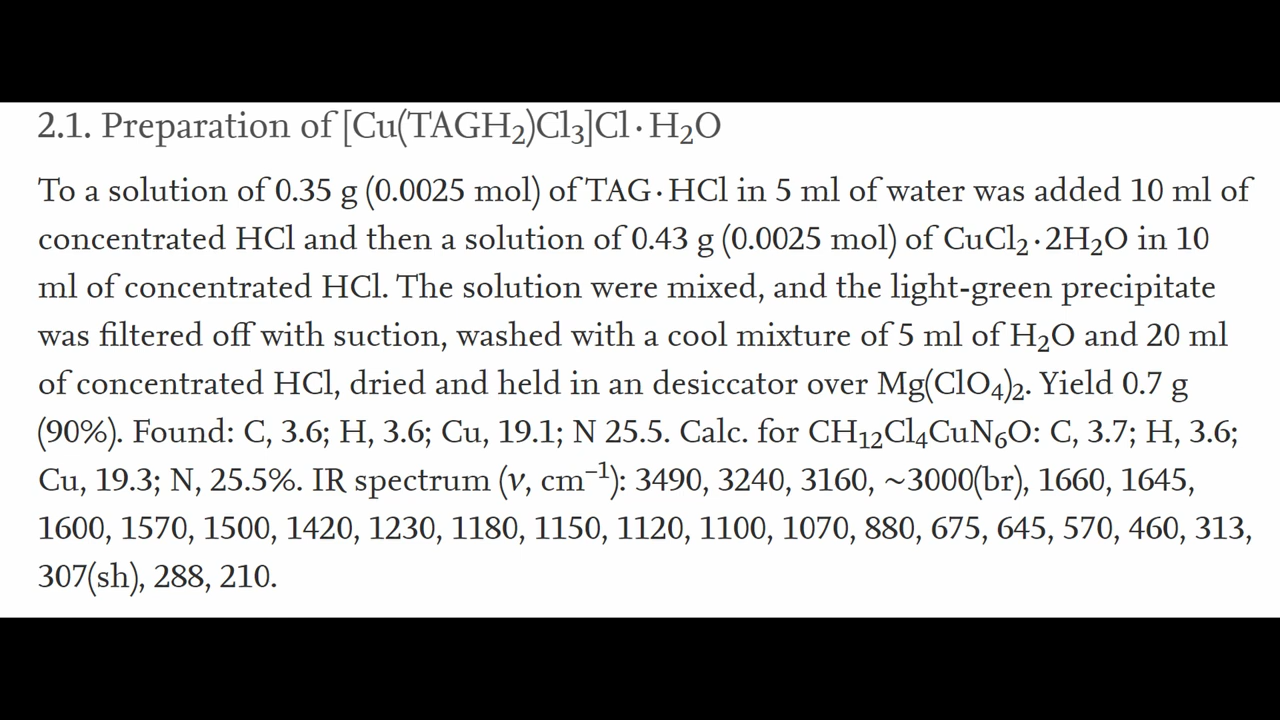 2.1. Preparation of [Cu(TAGH₂)Cl₃]Cl·H₂O
To a solution of 0.35 g (0.0025 mol) of TAG·HCl in 5 ml of water was added 10 ml of
concentrated HCl and then a solution of 0.43 g (0.0025 mol) of CuCl₂·2H₂O in 10
ml of concentrated HCl. The solution were mixed, and the light-green precipitate
was filtered off with suction, washed with a cool mixture of 5 ml of H₂O and 20 ml
of concentrated HCl, dried and held in an desiccator over Mg(ClO₄)₂. Yield 0.7 g
(90%). Found: C, 3.6; H, 3.6; Cu, 19.1; N 25.5. Calc. for CH₁₂Cl₄CuN₆O: C, 3.7; H, 3.6;
Cu, 19.3; N, 25.5%. IR spectrum (ν, cm⁻¹): 3490, 3240, 3160, ~3000(br), 1660, 1645,
1600, 1570, 1500, 1420, 1230, 1180, 1150, 1120, 1100, 1070, 880, 675, 645, 570, 460, 313,
307(sh), 288, 210.